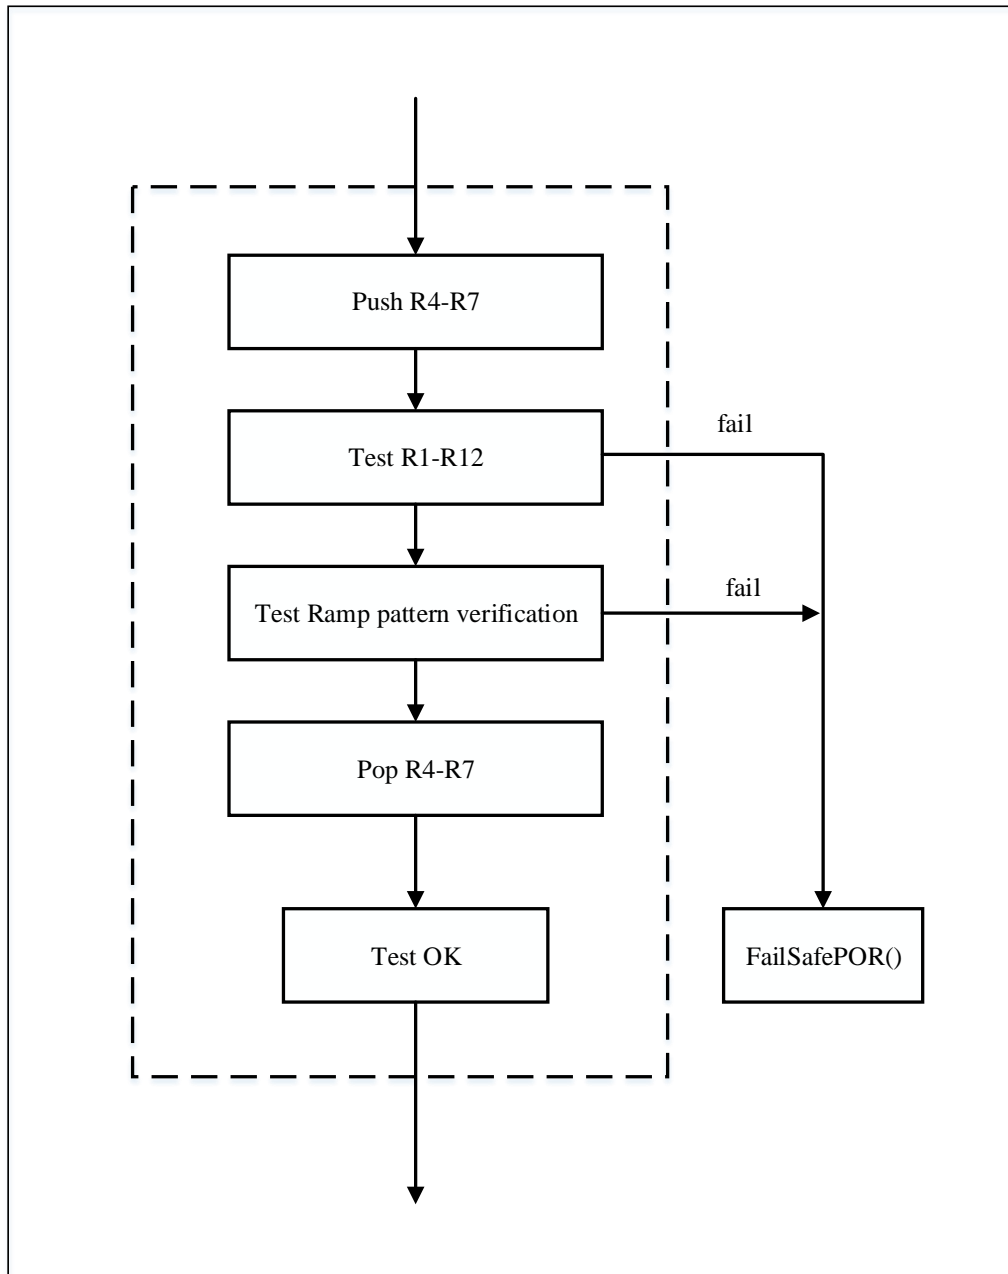 Push R4-R7
Test R1-R12
fail
Test Ramp pattern verification
fail
Pop R4-R7
Test OK
FailSafePOR()